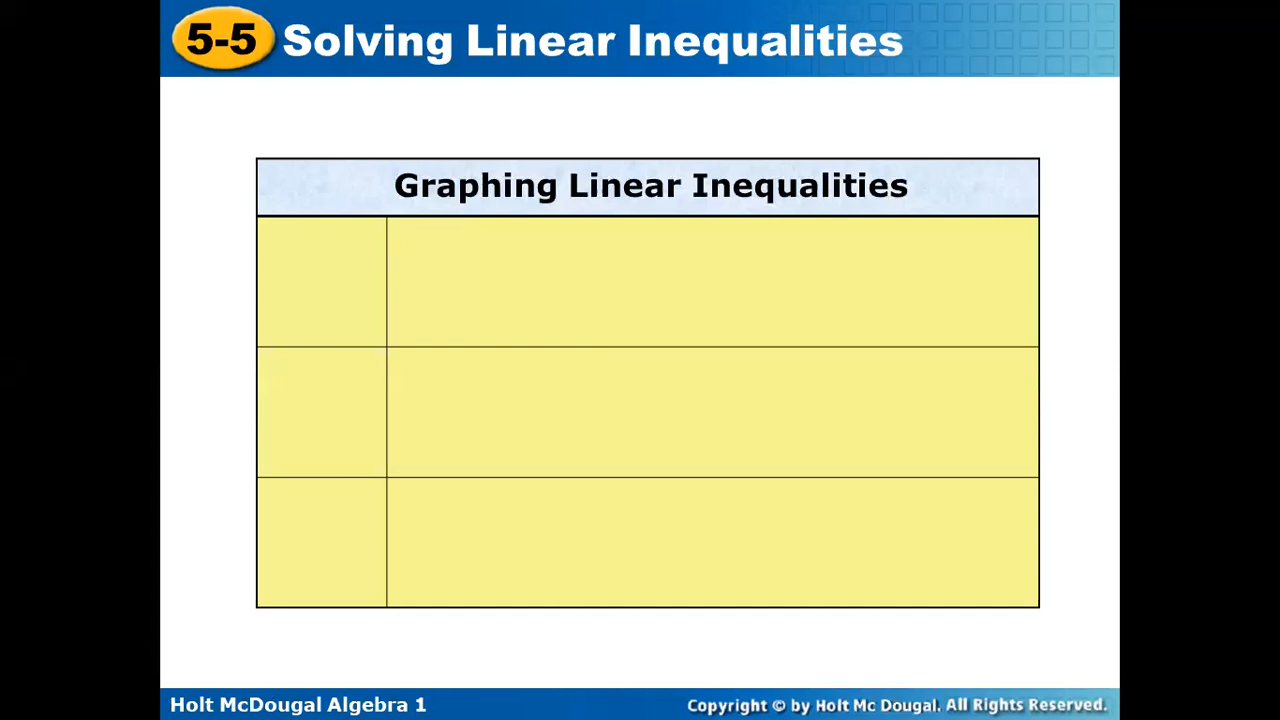 5-5 Solving Linear Inequalities
Graphing Linear Inequalities
Holt McDougal Algebra 1
Copyright © by Holt Mc Dougal. All Rights Reserved.